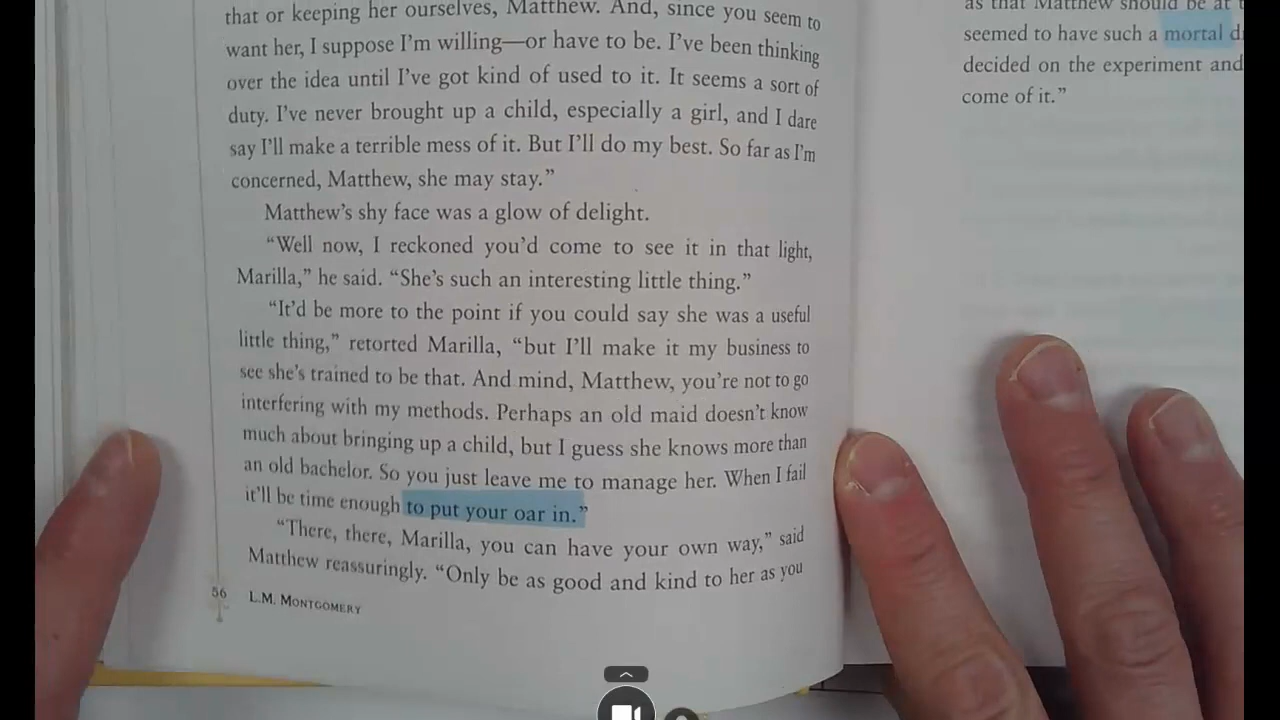 that or keeping her ourselves, Matthew. And, since you seem to
want her, I suppose I'm willing—or have to be. I've been thinking
over the idea until I've got kind of used to it. It seems a sort of
duty. I've never brought up a child, especially a girl, and I dare
say I'll make a terrible mess of it. But I'll do my best. So far as I'm
concerned, Matthew, she may stay.”
Matthew's shy face was a glow of delight.
“Well now, I reckoned you'd come to see it in that light,
Marilla,” he said. “She's such an interesting little thing.”
“It'd be more to the point if you could say she was a useful
little thing,” retorted Marilla, “but I'll make it my business to
see she's trained to be that. And mind, Matthew, you're not to go
interfering with my methods. Perhaps an old maid doesn't know
much about bringing up a child, but I guess she knows more than
an old bachelor. So you just leave me to manage her. When I fail
it'll be time enough to put your oar in.”
“There, there, Marilla, you can have your own way,” said
Matthew reassuringly. “Only be as good and kind to her as you
56 L.M. MONTGOMERY
as that Matthew should be at
seemed to have such a mortal
decided on the experiment and
come of it.”